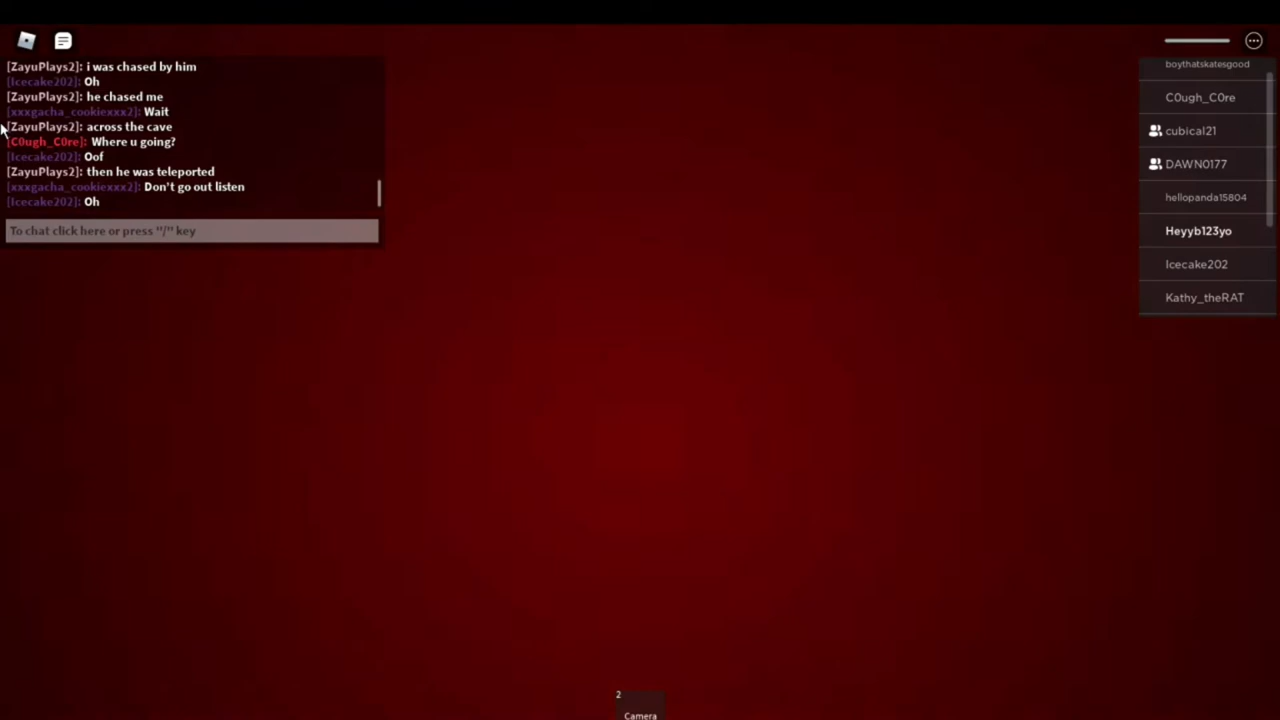 [ZayuPlays2]: i was chased by him
[Icecake202]: Oh
[ZayuPlays2]: he chased me
[xxxgacha_cookiexxx2]: Wait
[ZayuPlays2]: across the cave
[C0ugh_C0re]: Where u going?
[Icecake202]: Oof
[ZayuPlays2]: then he was teleported
[xxxgacha_cookiexxx2]: Don't go out listen
[Icecake202]: Oh
To chat click here or press "/" key
boythatskatesgood
C0ugh_C0re
cubical21
DAWN0177
hellopanda15804
Heyyb123yo
Icecake202
Kathy_theRAT
2
Camera